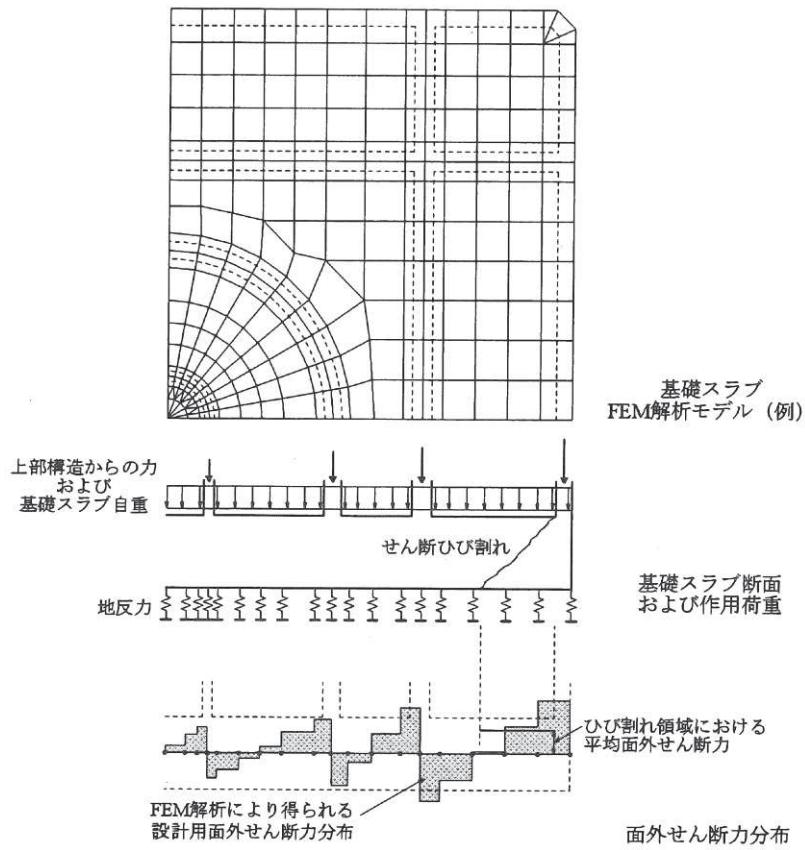 基礎スラブ
FEM解析モデル（例）
上部構造からの力
および
基礎スラブ自重
せん断ひび割れ
地反力
基礎スラブ断面
および作用荷重
ひび割れ領域における
平均面外せん断力
FEM解析により得られる
設計用面外せん断力分布
面外せん断力分布